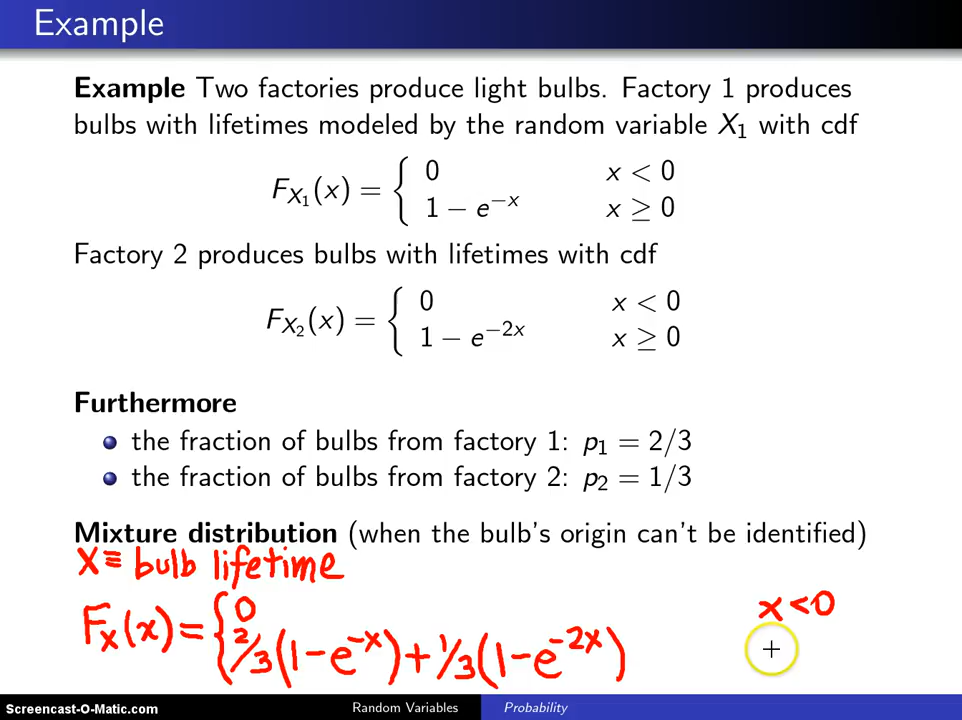 Example
Example Two factories produce light bulbs. Factory 1 produces
bulbs with lifetimes modeled by the random variable X₁ with cdf
F_{X₁}(x) = { 0 x < 0
1 − e^{−x} x ≥ 0
Factory 2 produces bulbs with lifetimes with cdf
F_{X₂}(x) = { 0 x < 0
1 − e^{−2x} x ≥ 0
Furthermore
the fraction of bulbs from factory 1: p₁ = 2/3
the fraction of bulbs from factory 2: p₂ = 1/3
Mixture distribution (when the bulb's origin can't be identified)
X ≡ bulb lifetime
F_X(x) = { 0 x < 0
2/3(1 − e^{−x}) + 1/3(1 − e^{−2x})
Screencast-O-Matic.com Random Variables Probability